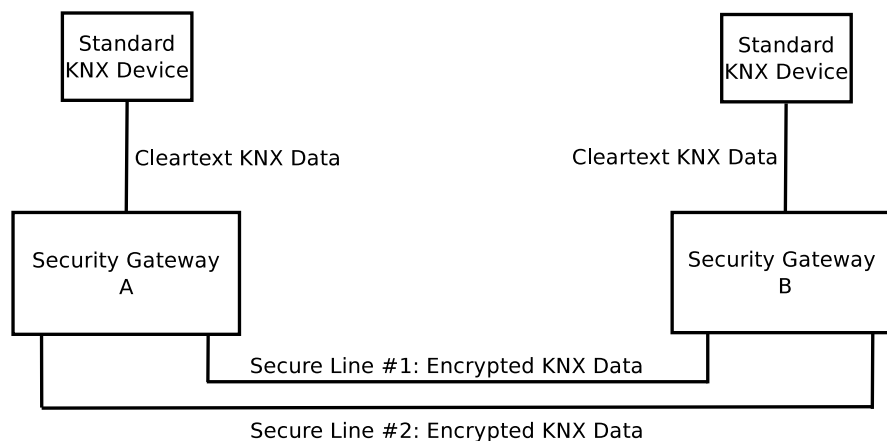 Standard
KNX Device
Standard
KNX Device
Cleartext KNX Data
Cleartext KNX Data
Security Gateway
A
Security Gateway
B
Secure Line #1: Encrypted KNX Data
Secure Line #2: Encrypted KNX Data